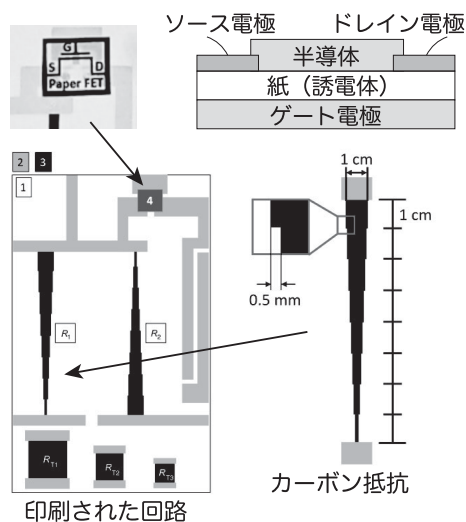 ソース電極
ドレイン電極
半導体
紙（誘電体）
ゲート電極
G
S
D
Paper FET
2
3
1
4
R1
R2
RT1
RT2
RT3
印刷された回路
1 cm
1 cm
0.5 mm
カーボン抵抗